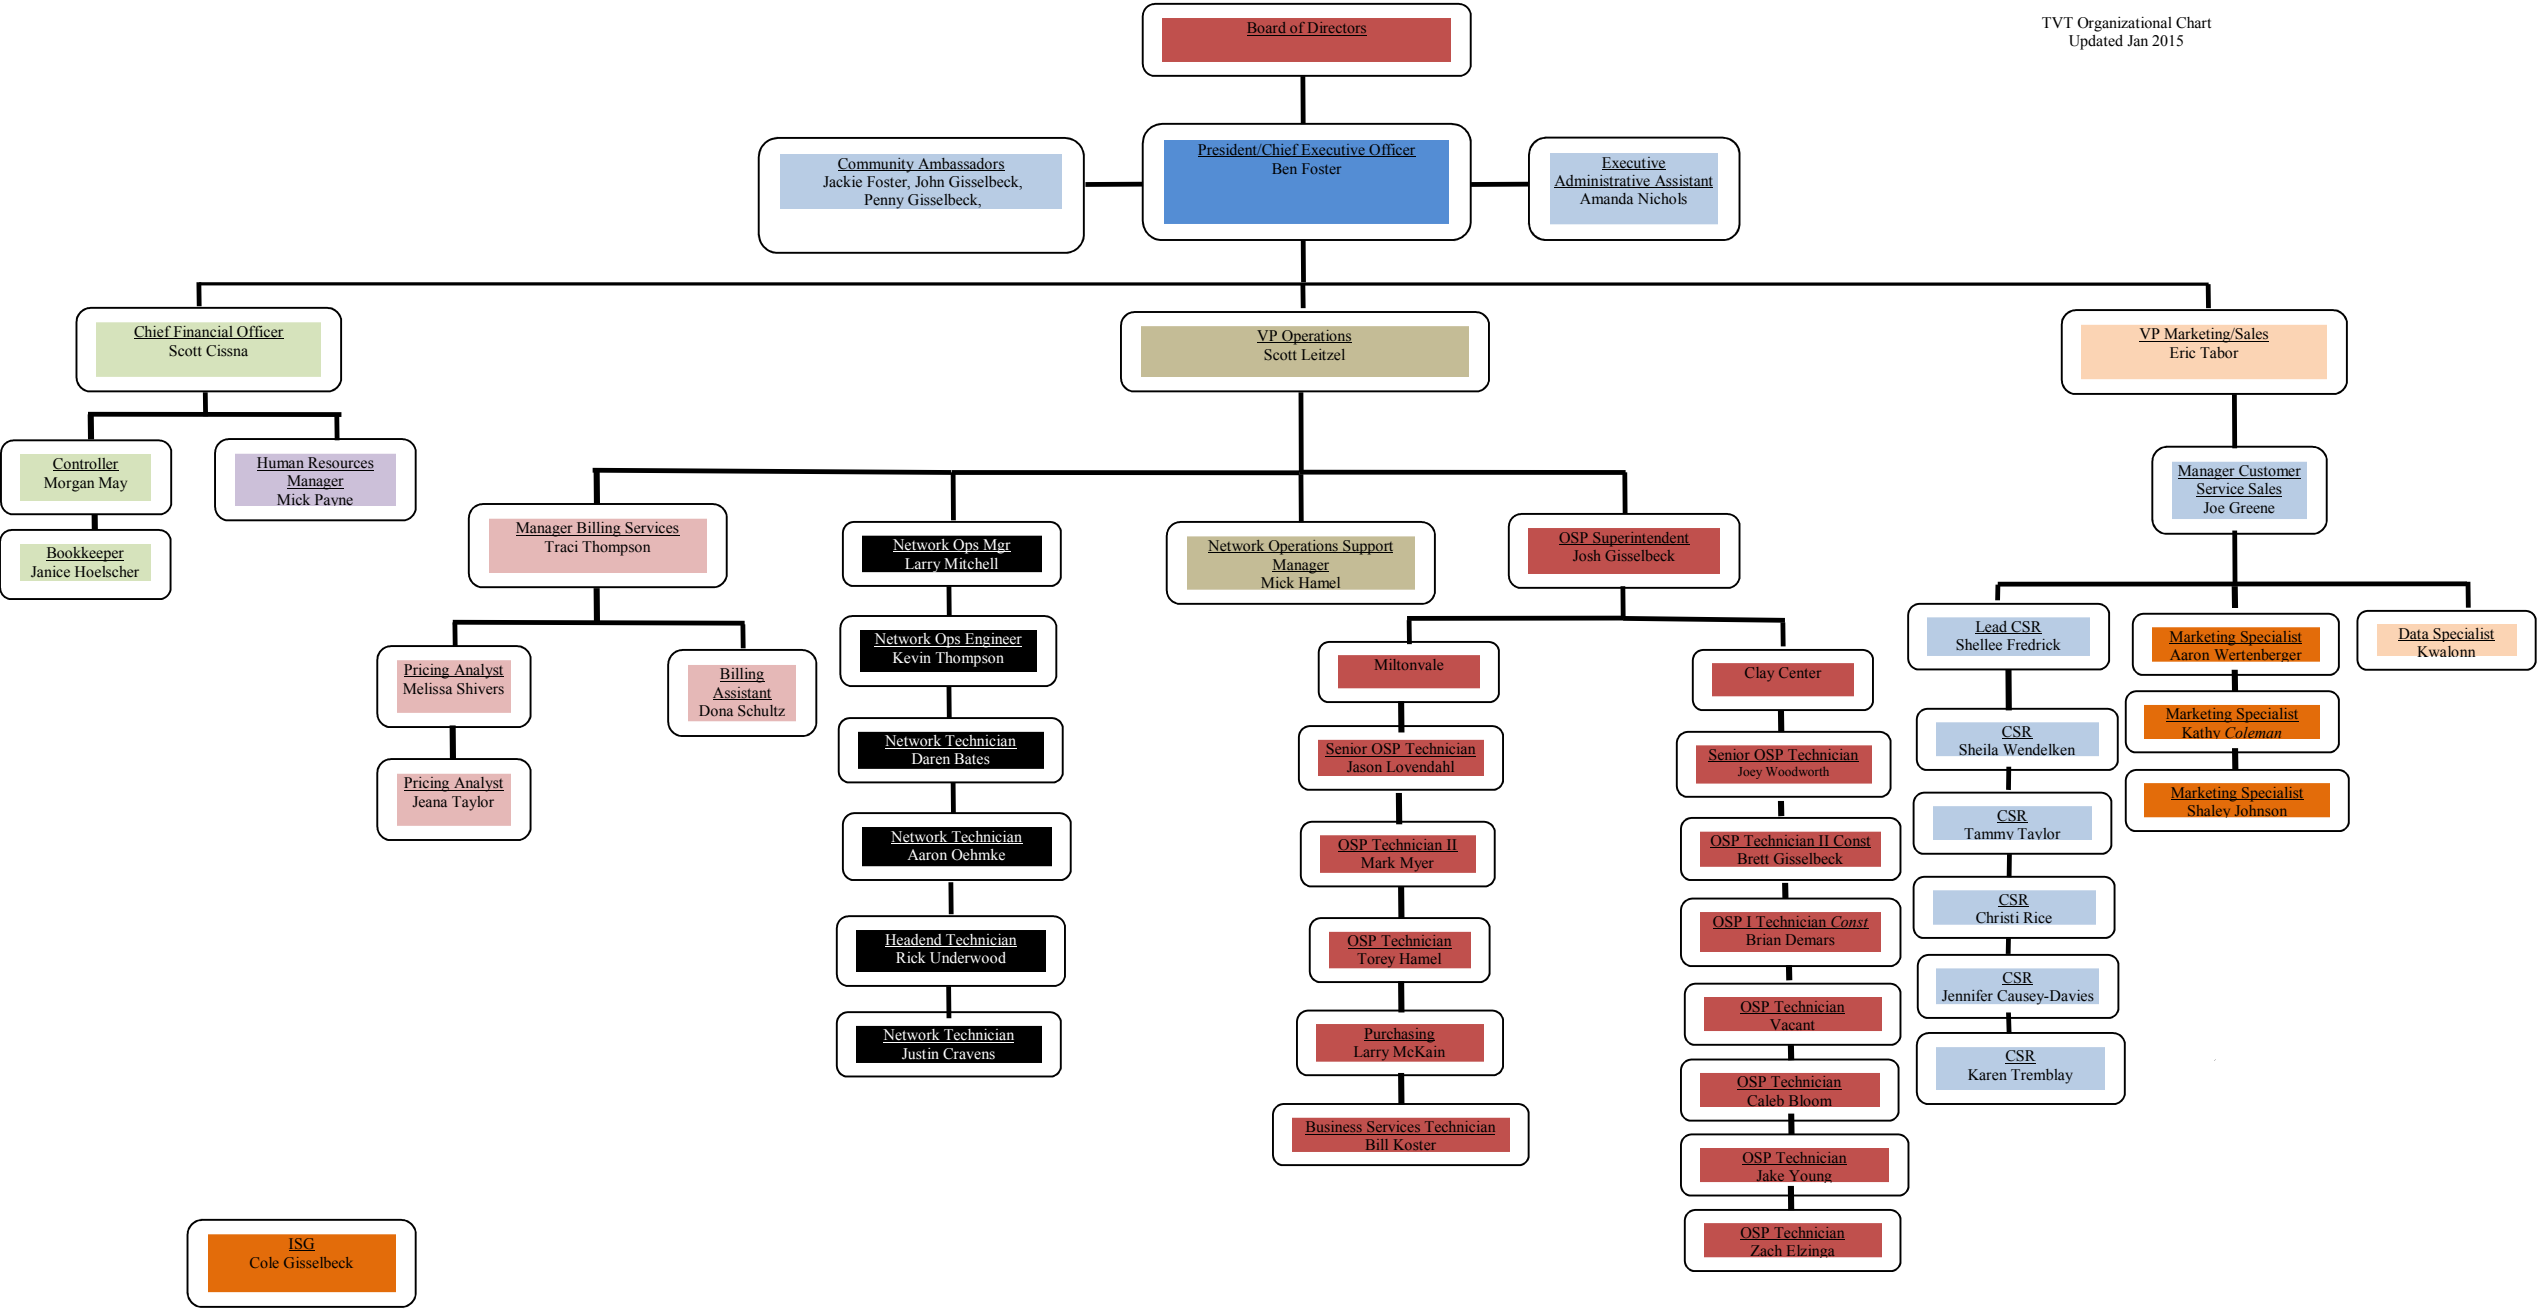 TVT Organizational Chart
Updated Jan 2015
Board of Directors
Community Ambassadors
Jackie Foster, John Gisselbeck,
Penny Gisselbeck,
President/Chief Executive Officer
Ben Foster
Executive
Administrative Assistant
Amanda Nichols
Chief Financial Officer
Scott Cissna
VP Operations
Scott Leitzel
VP Marketing/Sales
Eric Tabor
Controller
Morgan May
Human Resources
Manager
Mick Payne
Bookkeeper
Janice Hoelscher
Manager Billing Services
Traci Thompson
Pricing Analyst
Melissa Shivers
Billing
Assistant
Dona Schultz
Pricing Analyst
Jeana Taylor
Network Ops Mgr
Larry Mitchell
Network Ops Engineer
Kevin Thompson
Network Technician
Daren Bates
Network Technician
Aaron Oehmke
Headend Technician
Rick Underwood
Network Technician
Justin Cravens
Network Operations Support
Manager
Mick Hamel
OSP Superintendent
Josh Gisselbeck
Miltonvale
Senior OSP Technician
Jason Lovendahl
OSP Technician II
Mark Myer
OSP Technician
Torey Hamel
Purchasing
Larry McKain
Business Services Technician
Bill Koster
Clay Center
Senior OSP Technician
Joey Woodworth
OSP Technician II Const
Brett Gisselbeck
OSP I Technician Const
Brian Demars
OSP Technician
Vacant
OSP Technician
Caleb Bloom
OSP Technician
Jake Young
OSP Technician
Zach Elzinga
Manager Customer
Service Sales
Joe Greene
Lead CSR
Shellee Fredrick
CSR
Sheila Wendelken
CSR
Tammy Taylor
CSR
Christi Rice
CSR
Jennifer Causey-Davies
CSR
Karen Tremblay
Marketing Specialist
Aaron Wertenberger
Marketing Specialist
Kathy Coleman
Marketing Specialist
Shaley Johnson
Data Specialist
Kwalonn
ISG
Cole Gisselbeck